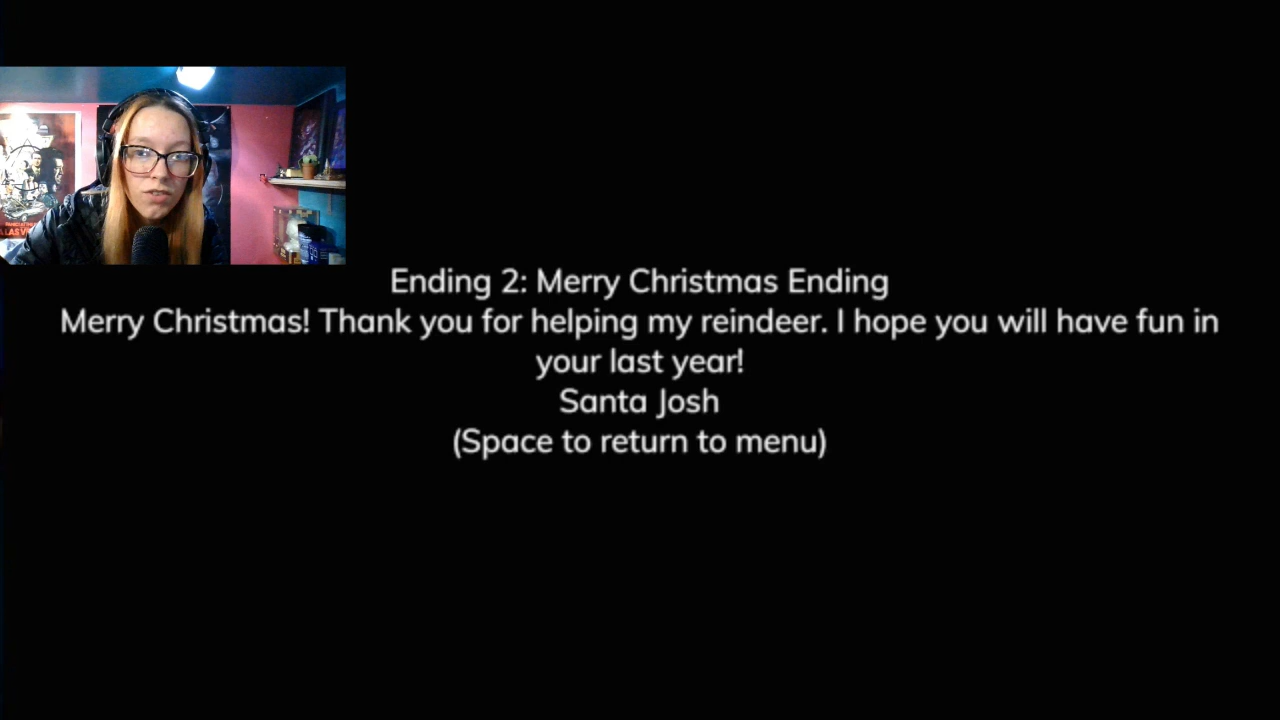 Ending 2: Merry Christmas Ending
Merry Christmas! Thank you for helping my reindeer. I hope you will have fun in
your last year!
Santa Josh
(Space to return to menu)